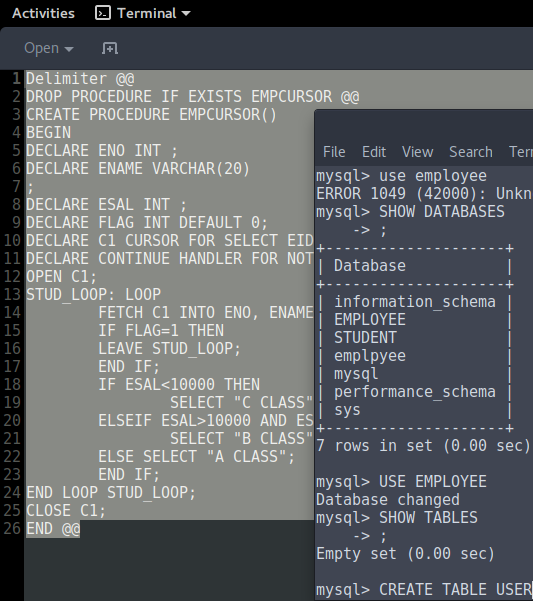 Activities Terminal
Open
1 Delimiter @@
2 DROP PROCEDURE IF EXISTS EMPCURSOR @@
3 CREATE PROCEDURE EMPCURSOR()
4 BEGIN
5 DECLARE ENO INT ;
6 DECLARE ENAME VARCHAR(20)
7 ;
8 DECLARE ESAL INT ;
9 DECLARE FLAG INT DEFAULT 0;
10 DECLARE C1 CURSOR FOR SELECT EID
11 DECLARE CONTINUE HANDLER FOR NOT
12 OPEN C1;
13 STUD_LOOP: LOOP
14 FETCH C1 INTO ENO, ENAME
15 IF FLAG=1 THEN
16 LEAVE STUD_LOOP;
17 END IF;
18 IF ESAL<10000 THEN
19 SELECT "C CLASS"
20 ELSEIF ESAL>10000 AND ES
21 SELECT "B CLASS"
22 ELSE SELECT "A CLASS";
23 END IF;
24 END LOOP STUD_LOOP;
25 CLOSE C1;
26 END @@
File Edit View Search Terr
mysql> use employee
ERROR 1049 (42000): Unkn
mysql> SHOW DATABASES
-> ;
+--------------------+
| Database |
+--------------------+
| information_schema |
| EMPLOYEE |
| STUDENT |
| emplpyee |
| mysql |
| performance_schema |
| sys |
+--------------------+
7 rows in set (0.00 sec)
mysql> USE EMPLOYEE
Database changed
mysql> SHOW TABLES
-> ;
Empty set (0.00 sec)
mysql> CREATE TABLE USER